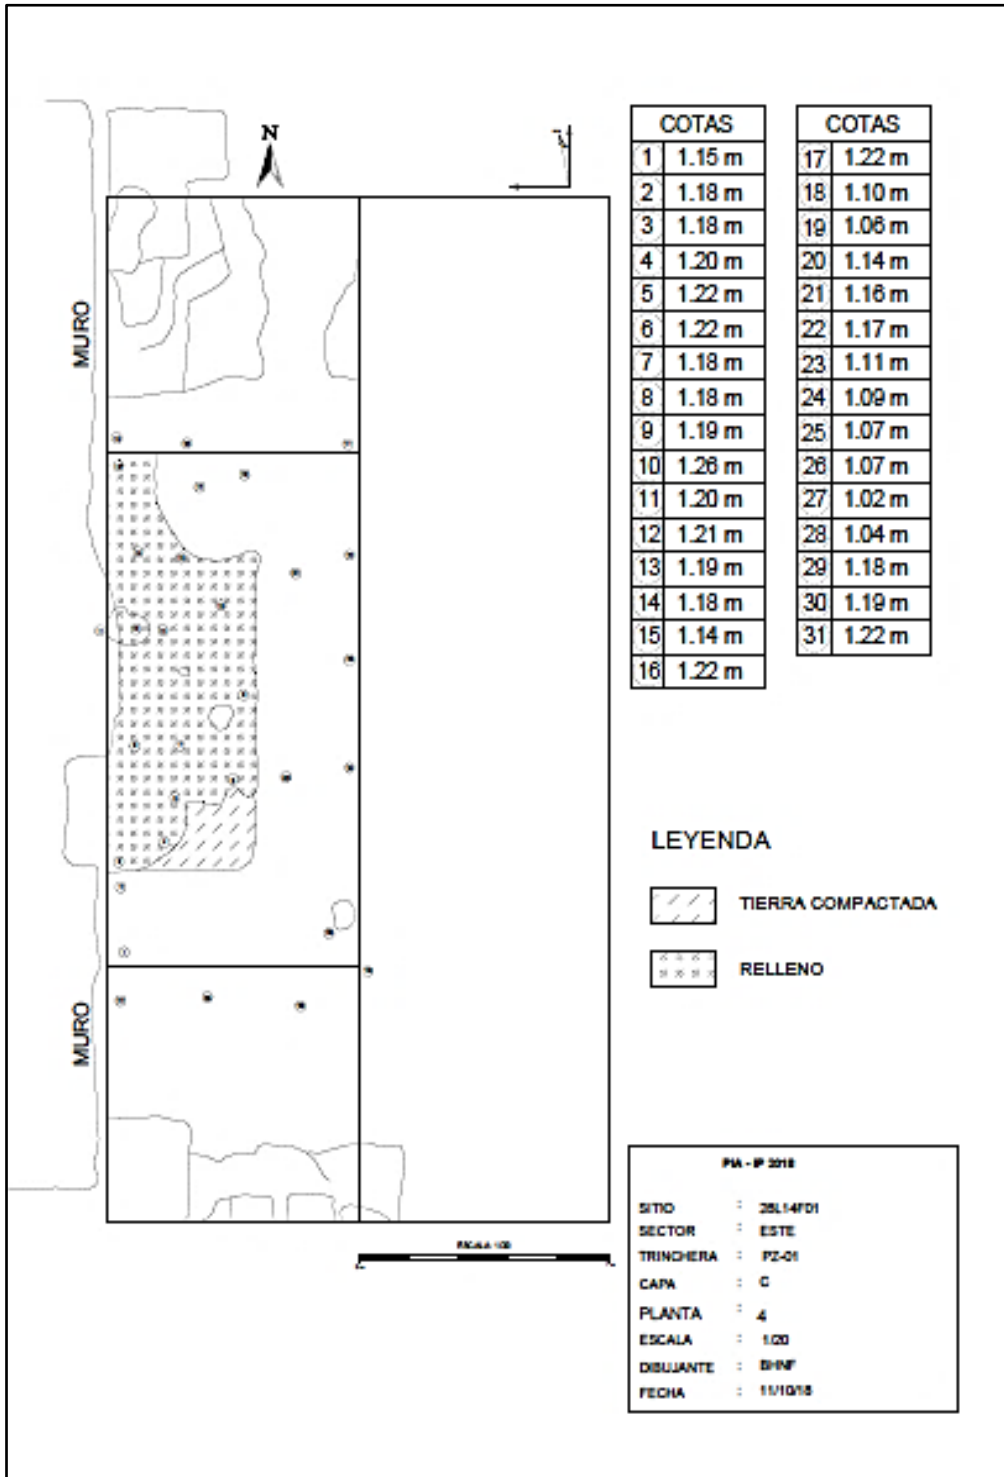 N
MURO
MURO
COTAS
1 1.15 m
2 1.18 m
3 1.18 m
4 1.20 m
5 1.22 m
6 1.22 m
7 1.18 m
8 1.18 m
9 1.19 m
10 1.26 m
11 1.20 m
12 1.21 m
13 1.19 m
14 1.18 m
15 1.14 m
16 1.22 m
COTAS
17 1.22 m
18 1.10 m
19 1.06 m
20 1.14 m
21 1.16 m
22 1.17 m
23 1.11 m
24 1.09 m
25 1.07 m
26 1.07 m
27 1.02 m
28 1.04 m
29 1.18 m
30 1.19 m
31 1.22 m
LEYENDA
TIERRA COMPACTADA
RELLENO
ESCALA 1/20
PIA - IP 2018
SITIO : 28L14F01
SECTOR : ESTE
TRINCHERA : PZ-01
CAPA : C
PLANTA : 4
ESCALA : 1/20
DIBUJANTE : BHNF
FECHA : 11/10/18